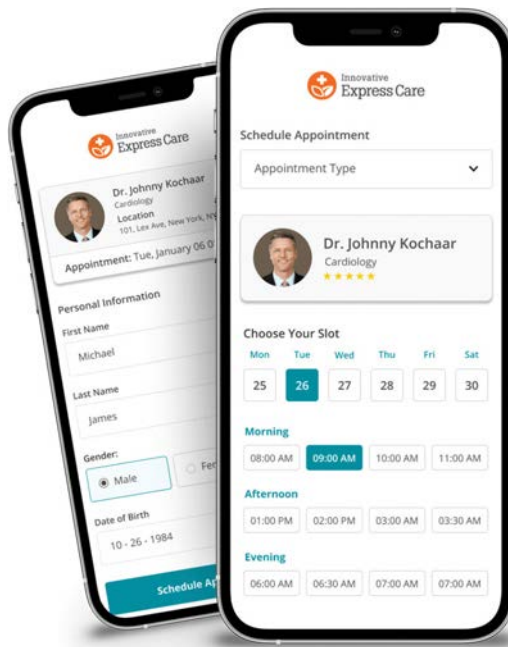 Innovative
Express Care
Dr. Johnny Kochaar
Cardiology
Location
101, Lex Ave, New York, NY
Appointment: Tue, January 06 0
Personal Information
First Name
Michael
Last Name
James
Gender:
Male
Fe
Date of Birth
10 - 26 - 1984
Schedule Ap
Innovative
Express Care
Schedule Appointment
Appointment Type
Dr. Johnny Kochaar
Cardiology
Choose Your Slot
Mon Tue Wed Thu Fri Sat
25 26 27 28 29 30
Morning
08:00 AM 09:00 AM 10:00 AM 11:00 AM
Afternoon
01:00 PM 02:00 PM 03:00 AM 03:30 AM
Evening
06:00 AM 06:30 AM 07:00 AM 07:00 AM